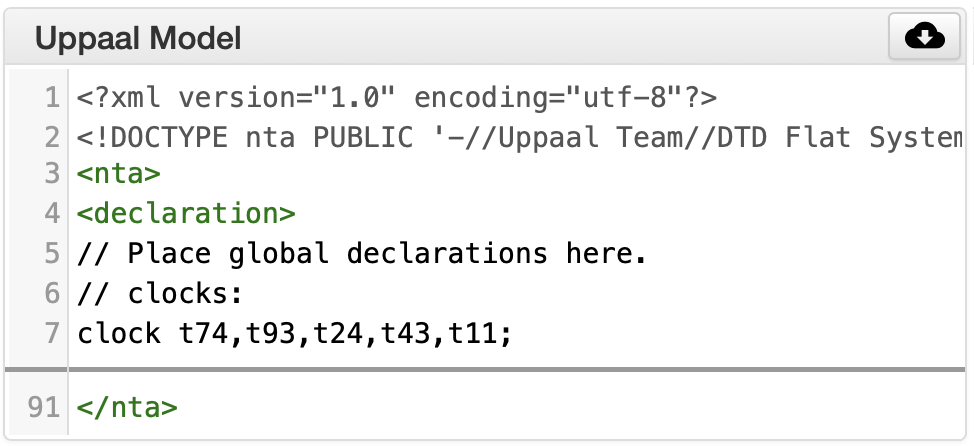 Uppaal Model
1 <?xml version="1.0" encoding="utf-8"?>
2 <!DOCTYPE nta PUBLIC '-//Uppaal Team//DTD Flat System
3 <nta>
4 <declaration>
5 // Place global declarations here.
6 // clocks:
7 clock t74,t93,t24,t43,t11;
91 </nta>